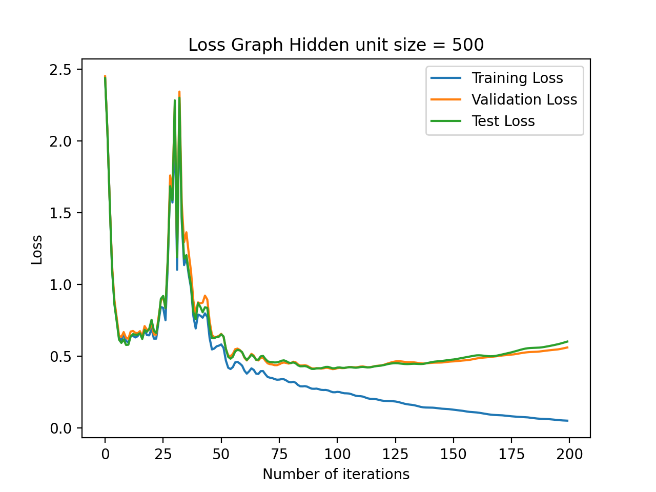 Loss Graph Hidden unit size = 500
Training Loss
Validation Loss
Test Loss
Loss
2.5
2.0
1.5
1.0
0.5
0.0
0 25 50 75 100 125 150 175 200
Number of iterations